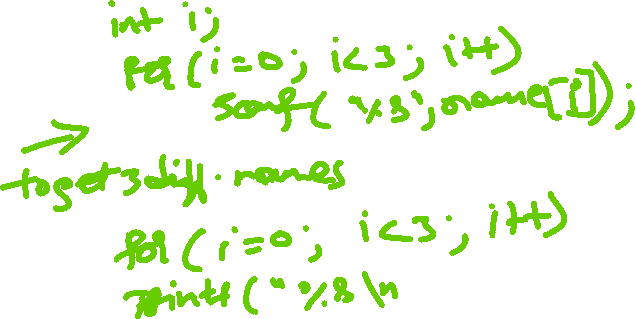 int i;
for (i=0; i<3; i++)
scanf( "%s", name[i]);
to get 3 diff. names
for (i=0; i<3; i++)
printf ("%s\n